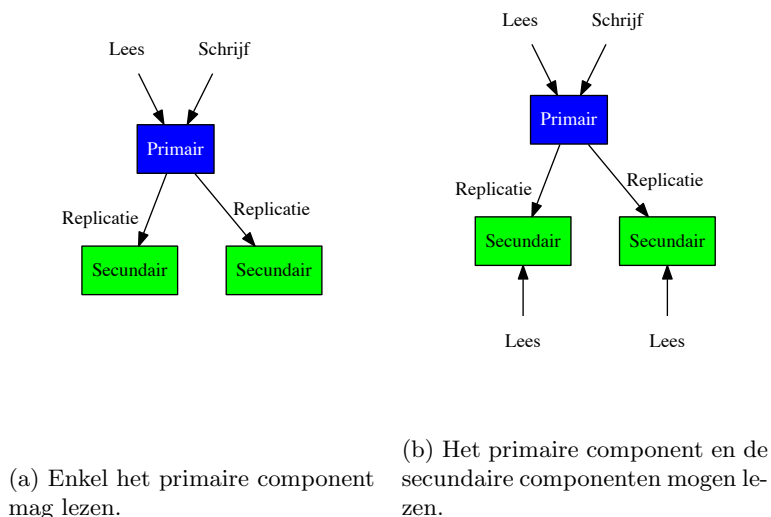 Lees
Schrijf
Primair
Replicatie
Replicatie
Secundair
Secundair
(a) Enkel het primaire component
mag lezen.
Lees
Schrijf
Primair
Replicatie
Replicatie
Secundair
Secundair
Lees
Lees
(b) Het primaire component en de
secundaire componenten mogen le-
zen.